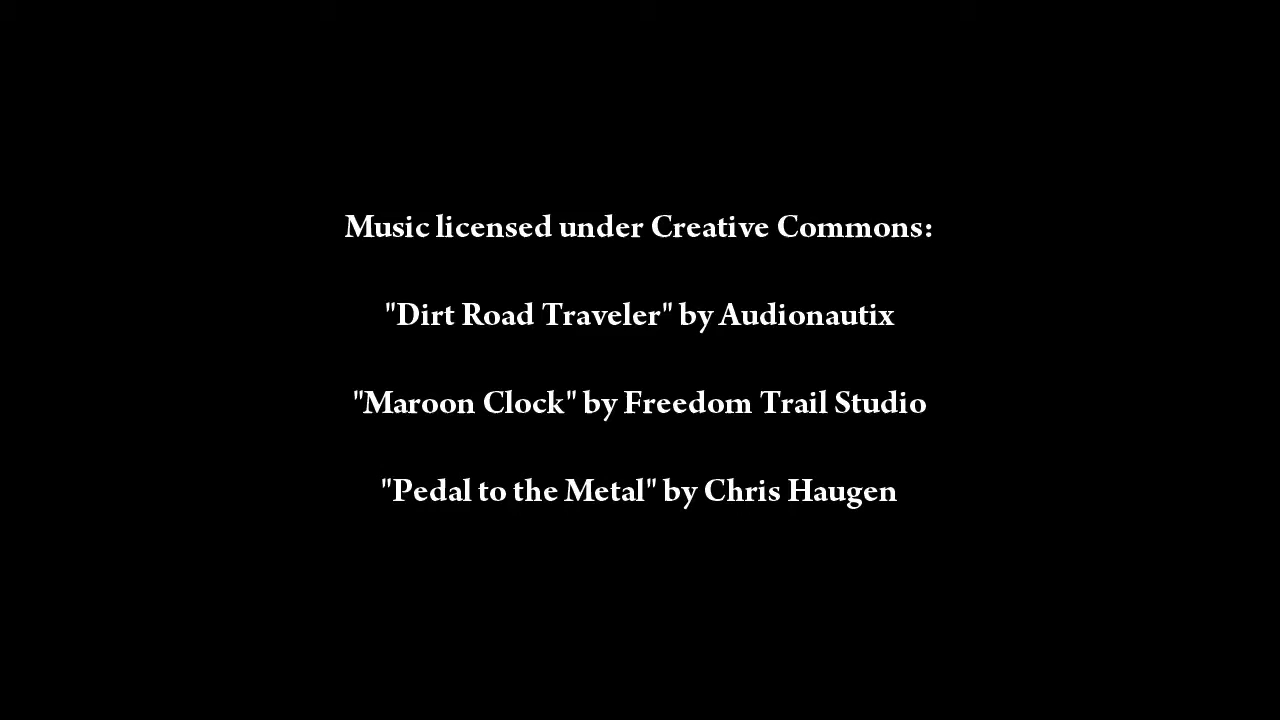 Music licensed under Creative Commons:
"Dirt Road Traveler" by Audionautix
"Maroon Clock" by Freedom Trail Studio
"Pedal to the Metal" by Chris Haugen